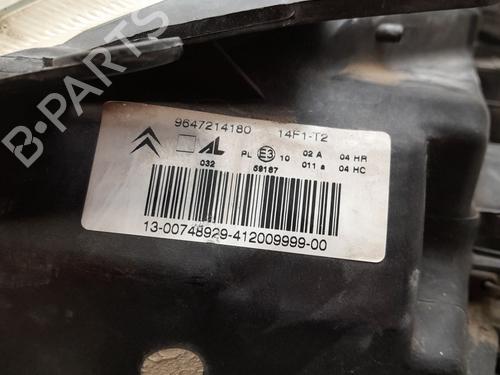 9647214180 14F1-T2
AL PL E3 10 02 A 04 HR
032 59187 011 a 04 HC
13-00748929-412009999-00
B-PARTS